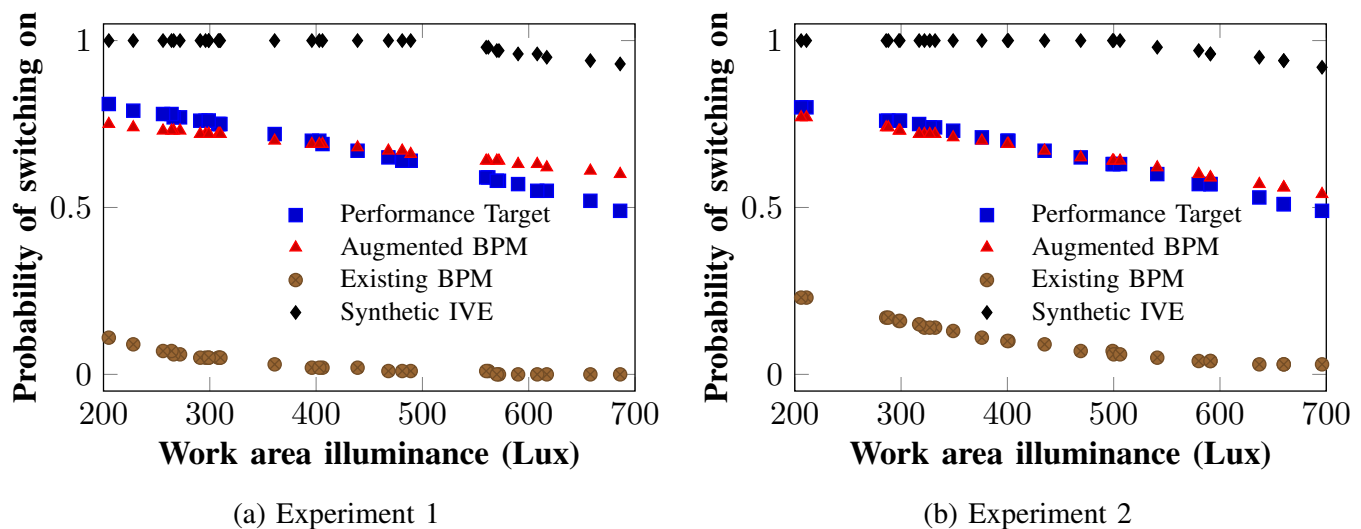 Probability of switching on
1
0.5
0
Performance Target
Augmented BPM
Existing BPM
Synthetic IVE
200 300 400 500 600 700
Work area illuminance (Lux)
(a) Experiment 1
Probability of switching on
1
0.5
0
Performance Target
Augmented BPM
Existing BPM
Synthetic IVE
200 300 400 500 600 700
Work area illuminance (Lux)
(b) Experiment 2